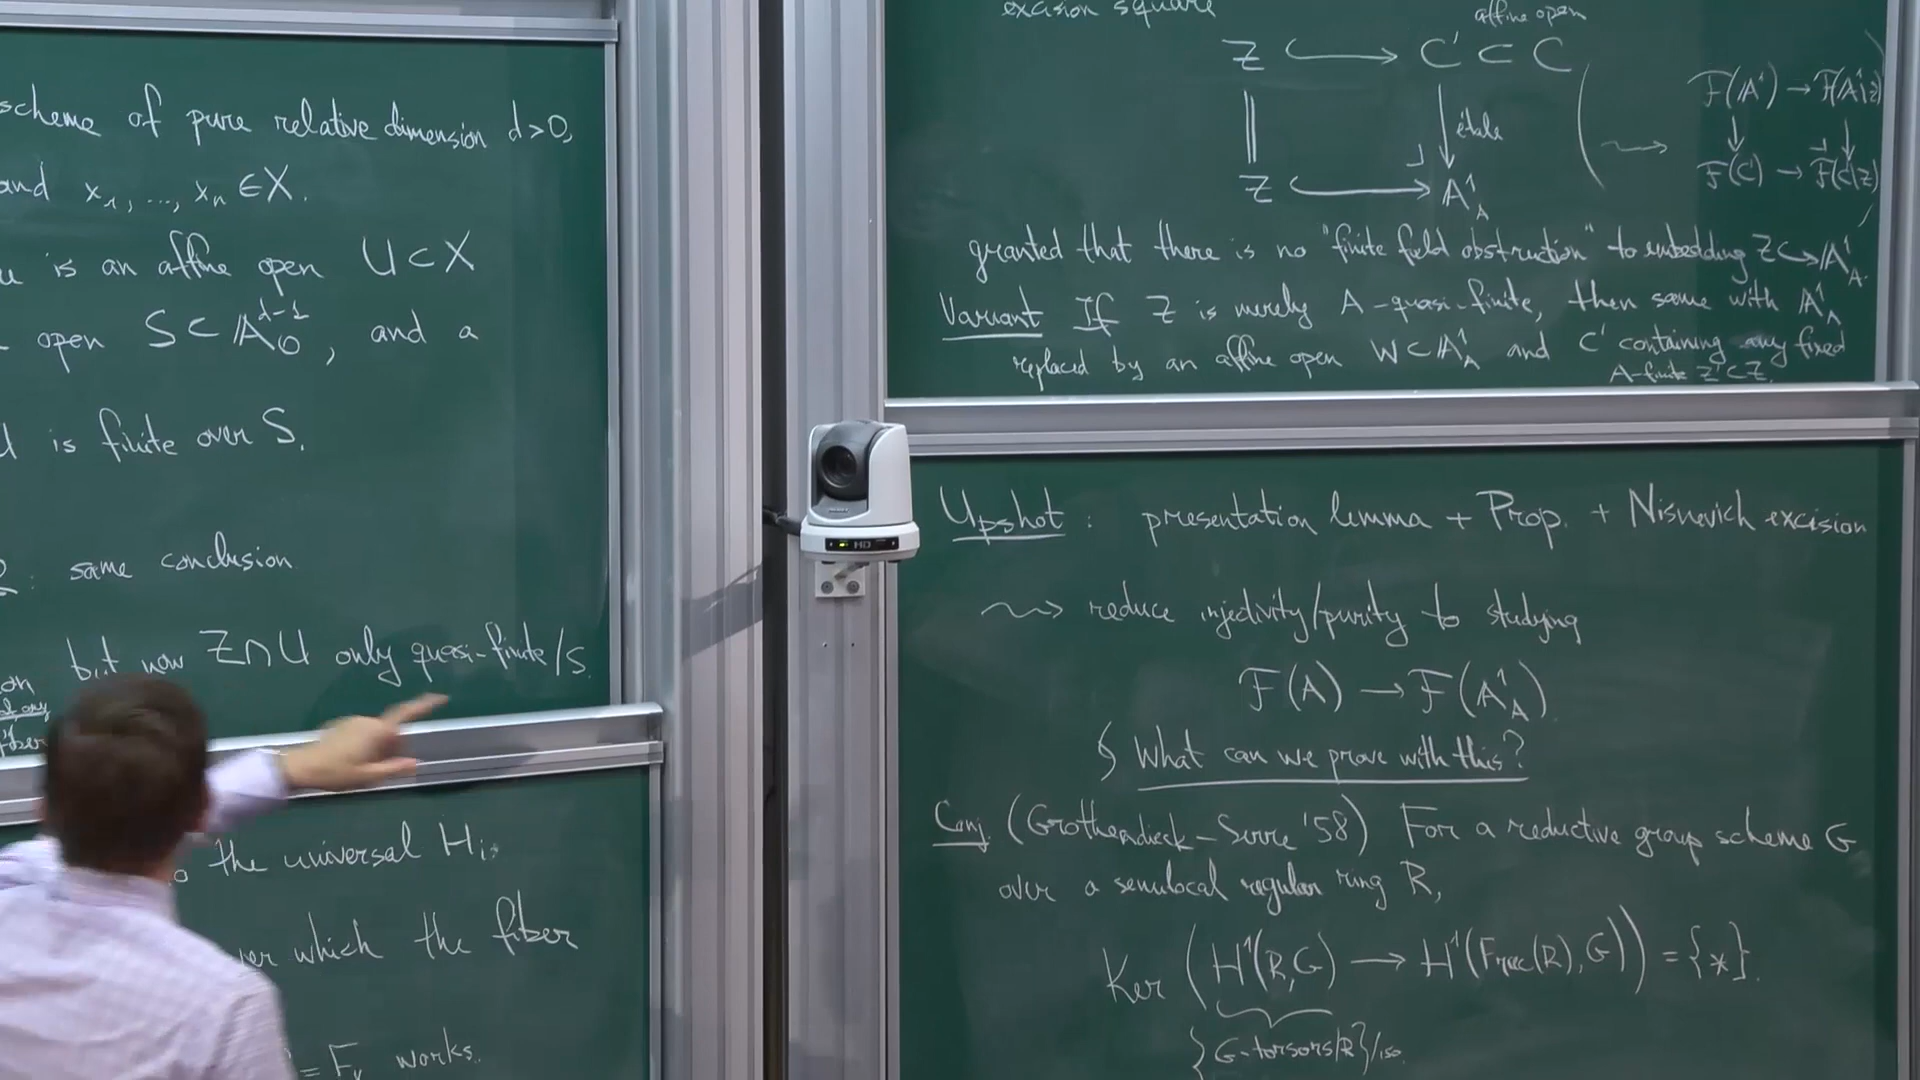 scheme of pure relative dimension d>0,
and x₁, ..., xₙ ∈ X.
is an affine open U ⊂ X
open S ⊂ 𝔸_𝒪^{d-1}, and a
U is finite over S.
same conclusion
but now Z∩U only quasi-finite/S.
the universal H
over which the fiber
works.
HD
excision square
affine open
Z ↪ C' ⊂ C
étale
Z ↪ 𝔸¹_A
F(𝔸¹) → F(𝔸¹\Z)
F(C) → F(C\Z)
granted that there is no "finite field obstruction" to embedding Z ↪ 𝔸¹_A.
Variant If Z is merely A-quasi-finite, then same with 𝔸¹_A
replaced by an affine open W ⊂ 𝔸¹_A and C' containing any fixed
A-finite Z' ⊂ Z.
Upshot: presentation lemma + Prop. + Nisnevich excision
⇝ reduce injectivity/purity to studying
F(A) → F(𝔸¹_A).
§ What can we prove with this?
Conj. (Grothendieck–Serre '58) For a reductive group scheme G
over a semilocal regular ring R,
Ker (H¹(R,G) → H¹(Frac(R),G)) = {*}.
{G-torsors/R}/iso.